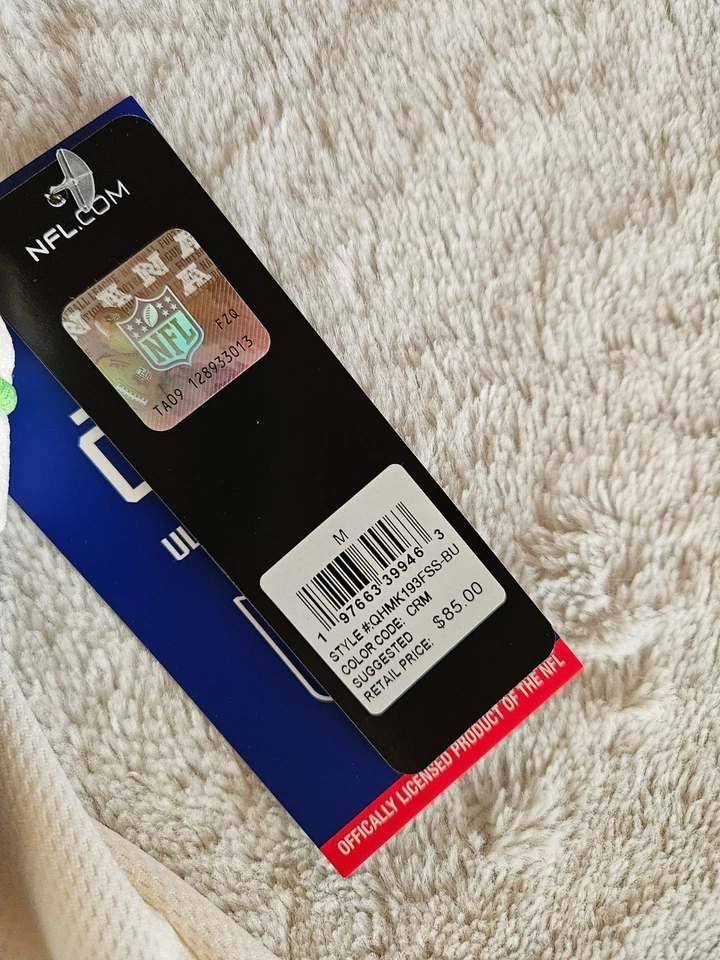 NFL.COM
NFL
FZQ
TA09 128933013
M
1 97663 39946 3
STYLE #:QHMK193FSS-BU
COLOR CODE: CRM
SUGGESTED
RETAIL PRICE: $85.00
OFFICALLY LICENSED PRODUCT OF THE NFL